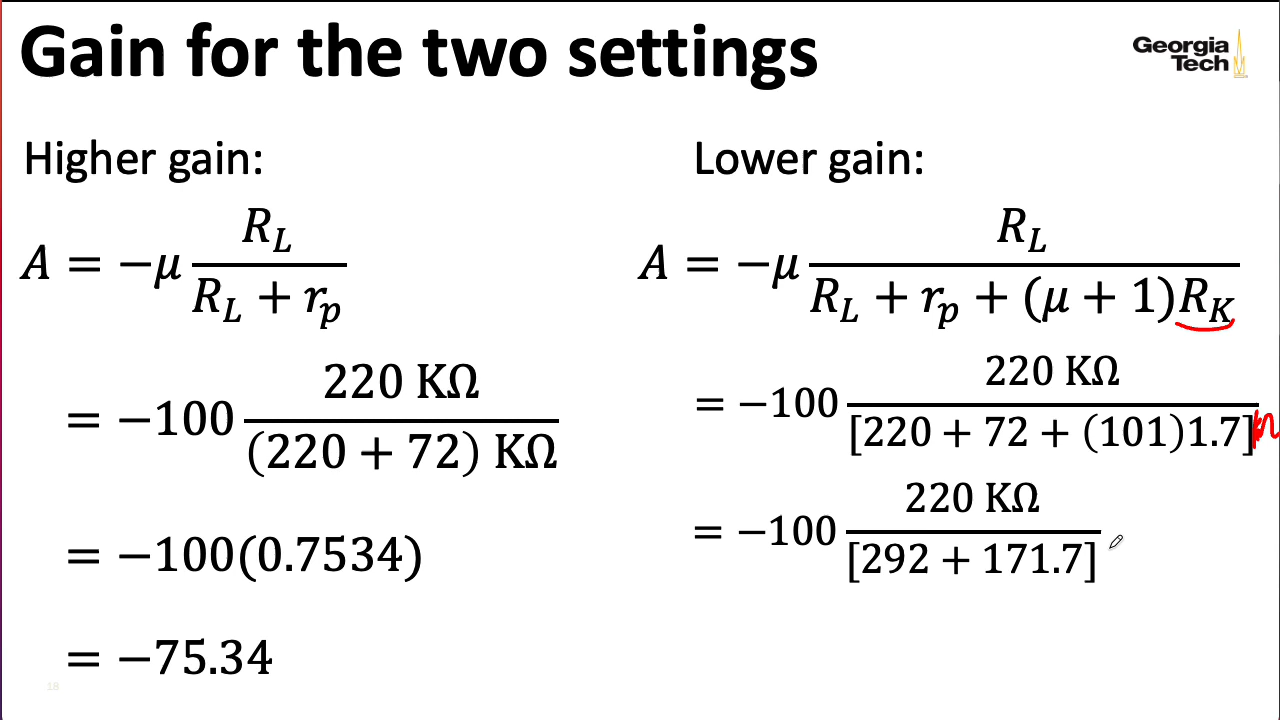 Gain for the two settings
Georgia
Tech
Higher gain:
A = −μ R_L / (R_L + r_p)
= −100 220 KΩ / (220 + 72) KΩ
= −100(0.7534)
= −75.34
Lower gain:
A = −μ R_L / (R_L + r_p + (μ + 1)R_K)
= −100 220 KΩ / [220 + 72 + (101)1.7]
= −100 220 KΩ / [292 + 171.7]
18